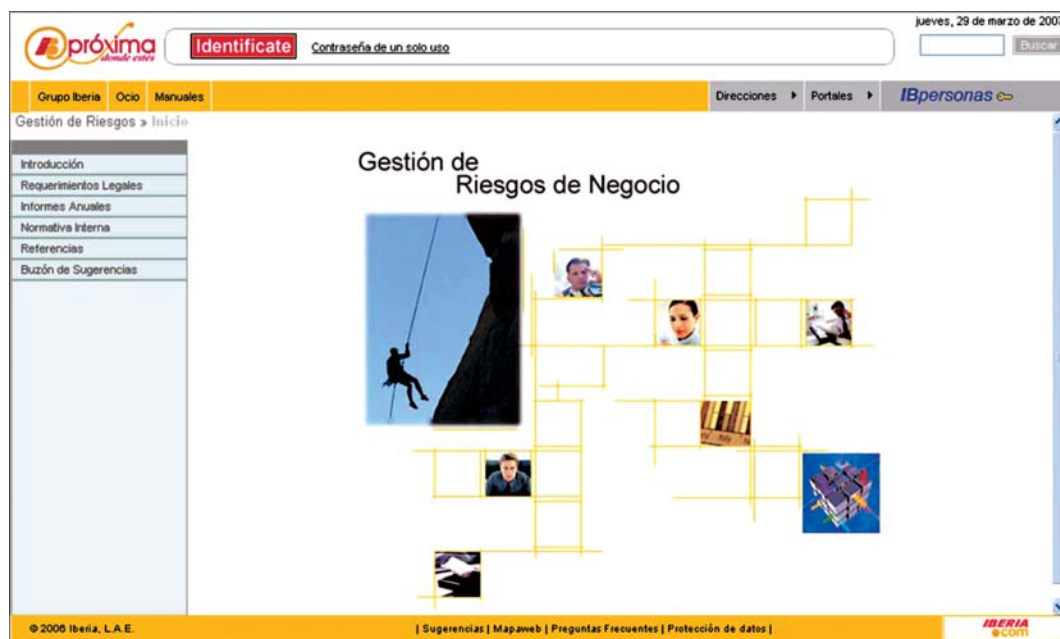 jueves, 29 de marzo de 2007
próxima
donde estés
Identifícate
Contraseña de un solo uso
Buscar
Grupo Iberia Ocio Manuales
Direcciones Portales IBpersonas
Gestión de Riesgos » Inicio
Introducción
Requerimientos Legales
Informes Anuales
Normativa Interna
Referencias
Buzón de Sugerencias
Gestión de
Riesgos de Negocio
© 2006 Iberia, L.A.E.
| Sugerencias | Mapaweb | Preguntas Frecuentes | Protección de datos |
IBERIA
.com